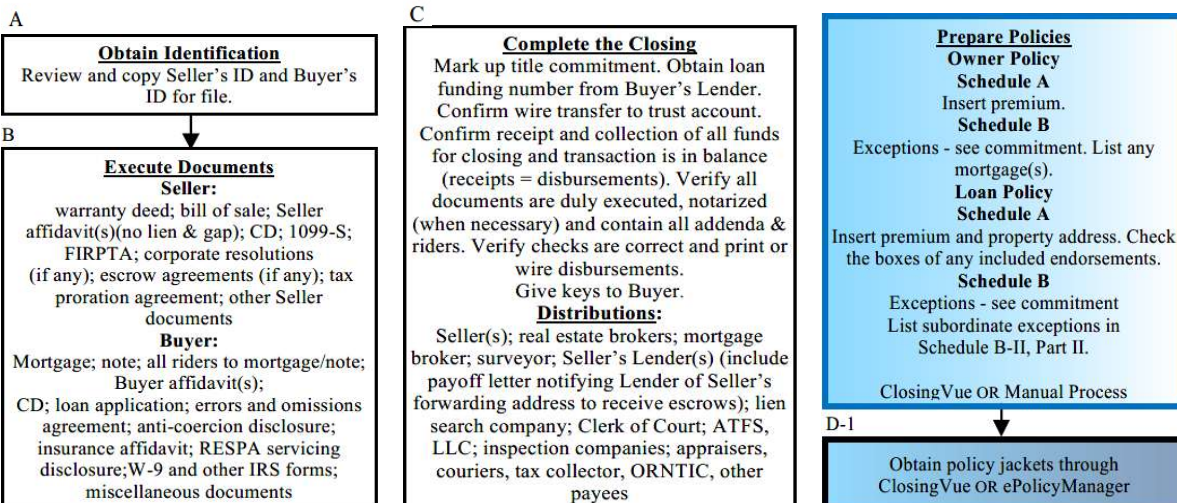 A
Obtain Identification
Review and copy Seller's ID and Buyer's
ID for file.
B
Execute Documents
Seller:
warranty deed; bill of sale; Seller
affidavit(s)(no lien & gap); CD; 1099-S;
FIRPTA; corporate resolutions
(if any); escrow agreements (if any); tax
proration agreement; other Seller
documents
Buyer:
Mortgage; note; all riders to mortgage/note;
Buyer affidavit(s);
CD; loan application; errors and omissions
agreement; anti-coercion disclosure;
insurance affidavit; RESPA servicing
disclosure;W-9 and other IRS forms;
miscellaneous documents
C
Complete the Closing
Mark up title commitment. Obtain loan
funding number from Buyer's Lender.
Confirm wire transfer to trust account.
Confirm receipt and collection of all funds
for closing and transaction is in balance
(receipts = disbursements). Verify all
documents are duly executed, notarized
(when necessary) and contain all addenda &
riders. Verify checks are correct and print or
wire disbursements.
Give keys to Buyer.
Distributions:
Seller(s); real estate brokers; mortgage
broker; surveyor; Seller's Lender(s) (include
payoff letter notifying Lender of Seller's
forwarding address to receive escrows); lien
search company; Clerk of Court; ATFS,
LLC; inspection companies; appraisers,
couriers, tax collector, ORNTIC, other
payees
Prepare Policies
Owner Policy
Schedule A
Insert premium.
Schedule B
Exceptions - see commitment. List any
mortgage(s).
Loan Policy
Schedule A
Insert premium and property address. Check
the boxes of any included endorsements.
Schedule B
Exceptions - see commitment
List subordinate exceptions in
Schedule B-II, Part II.
ClosingVue OR Manual Process
D-1
Obtain policy jackets through
ClosingVue OR ePolicyManager